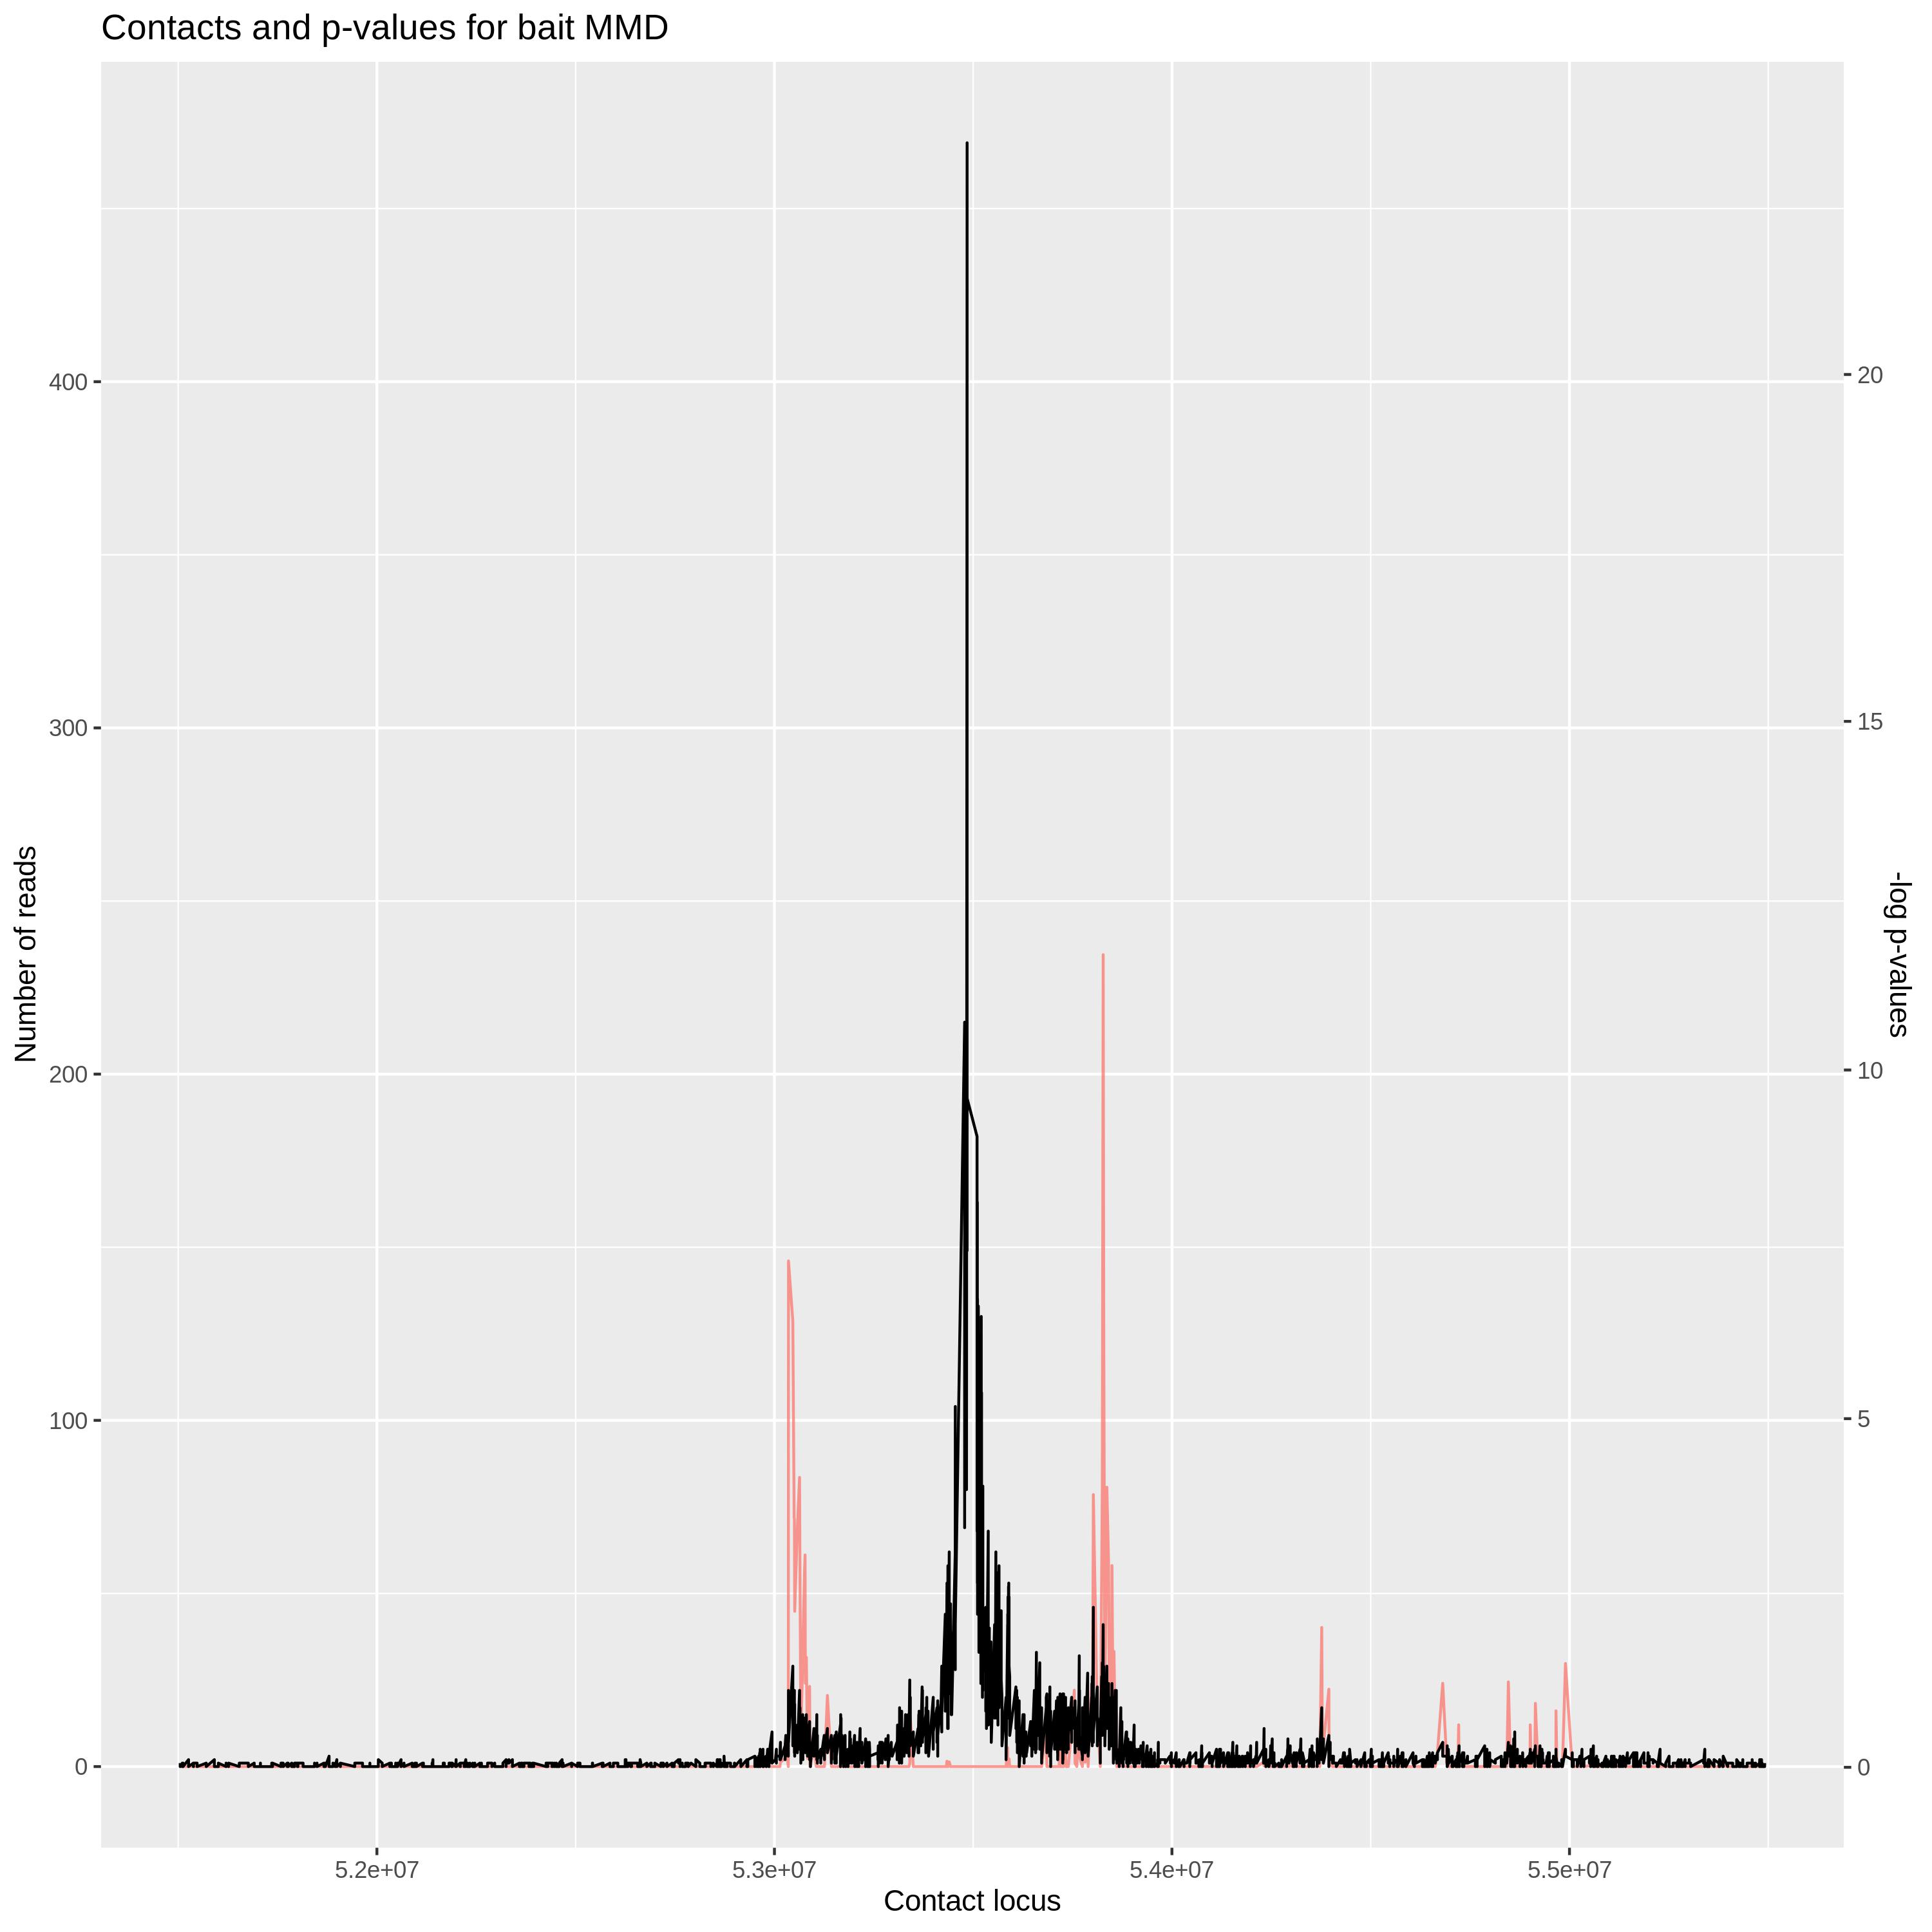 Contacts and p-values for bait MMD
Number of reads
400
300
200
100
0
20
15
10
5
0
-log p-values
5.2e+07
5.3e+07
5.4e+07
5.5e+07
Contact locus